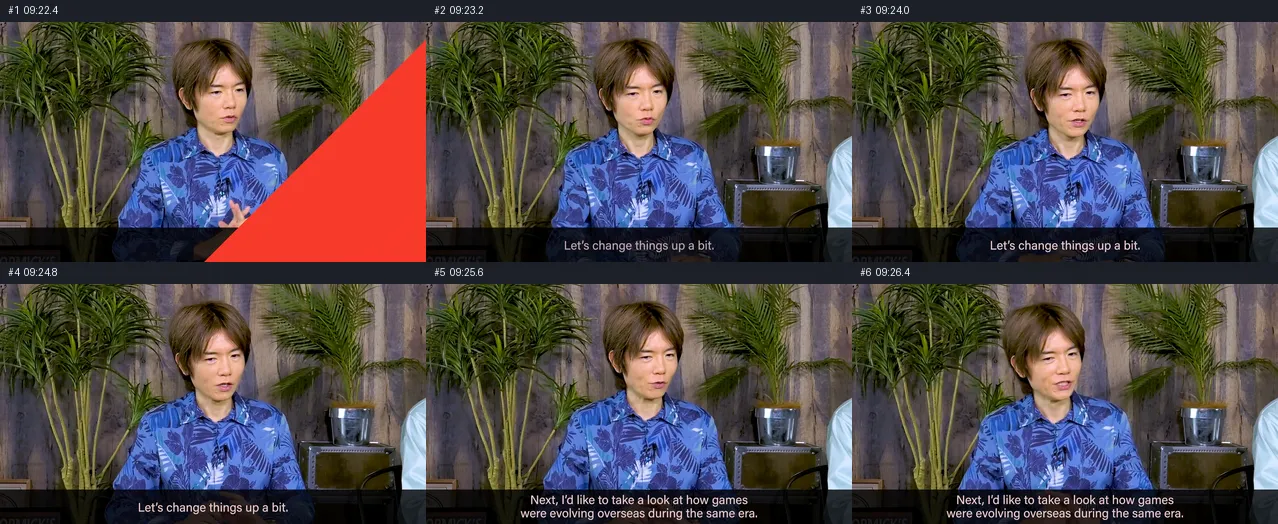 #1 09:22.4
#2 09:23.2
#3 09:24.0
Let's change things up a bit.
Let's change things up a bit.
#4 09:24.8
#5 09:25.6
#6 09:26.4
Let's change things up a bit.
Next, I'd like to take a look at how games
were evolving overseas during the same era.
Next, I'd like to take a look at how games
were evolving overseas during the same era.